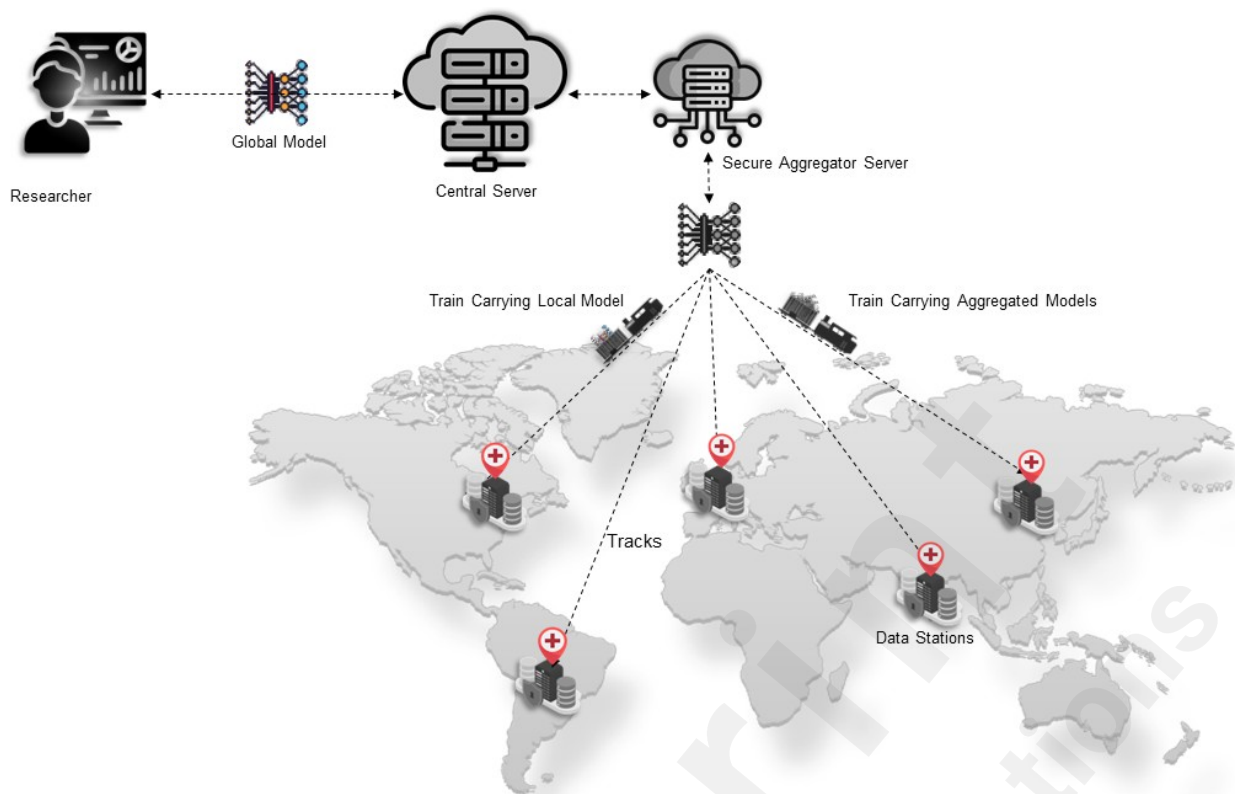 Global Model
Secure Aggregator Server
Central Server
Researcher
Train Carrying Local Model
Train Carrying Aggregated Models
Tracks
Data Stations